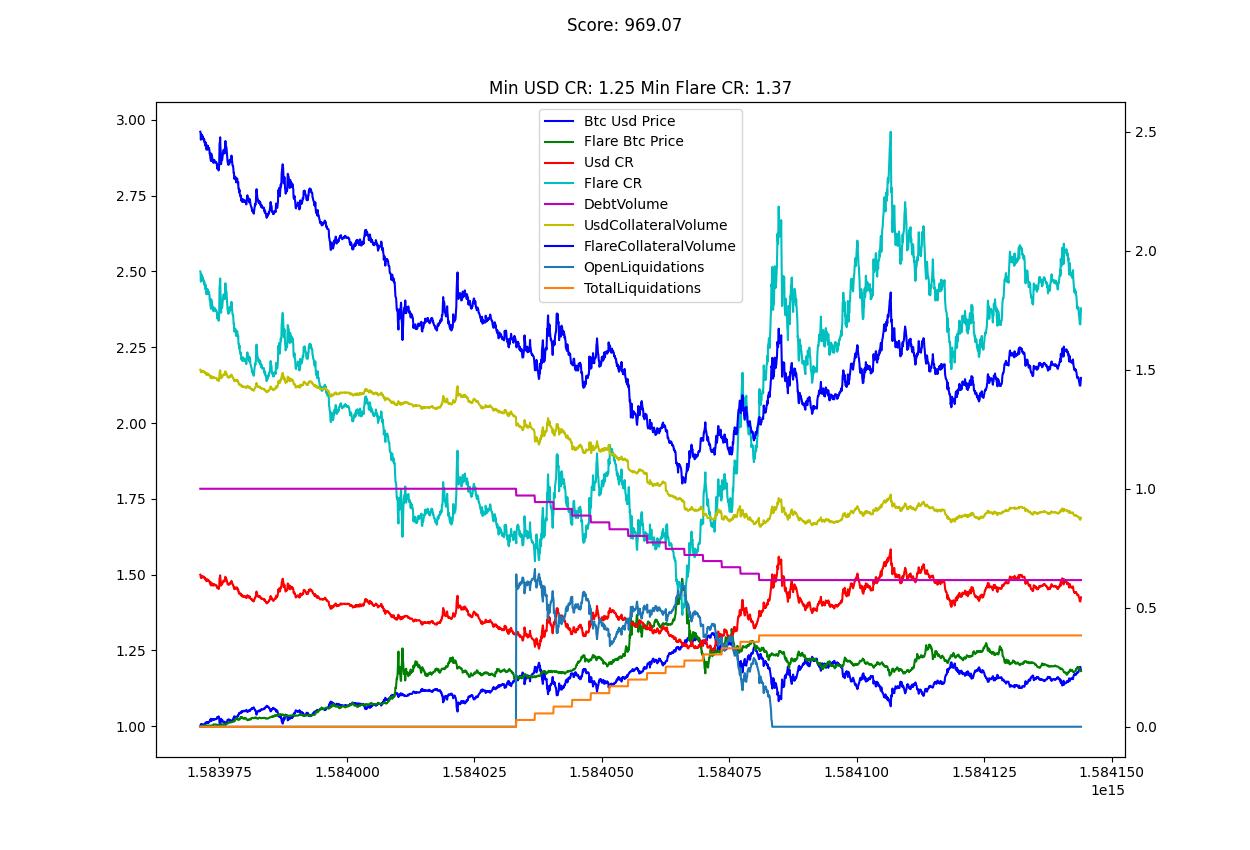 Score: 969.07
Min USD CR: 1.25 Min Flare CR: 1.37
3.00
2.75
2.50
2.25
2.00
1.75
1.50
1.25
1.00
Btc Usd Price
Flare Btc Price
Usd CR
Flare CR
DebtVolume
UsdCollateralVolume
FlareCollateralVolume
OpenLiquidations
TotalLiquidations
2.5
2.0
1.5
1.0
0.5
0.0
1.583975 1.584000 1.584025 1.584050 1.584075 1.584100 1.584125 1.584150
1e15